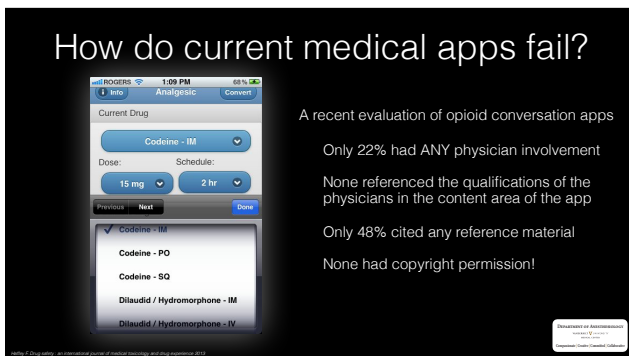 How do current medical apps fail?
ROGERS 1:09 PM 68%
Info Analgesic Convert
Current Drug
Codeine - IM
Dose: Schedule:
15 mg 2 hr
Previous Next Done
Codeine - IM
Codeine - PO
Codeine - SQ
Dilaudid / Hydromorphone - IM
Dilaudid / Hydromorphone - IV
A recent evaluation of opioid conversation apps
Only 22% had ANY physician involvement
None referenced the qualifications of the
physicians in the content area of the app
Only 48% cited any reference material
None had copyright permission!
Department of Anesthesiology
Drug safety : an international journal of medical toxicology and drug experience 2013